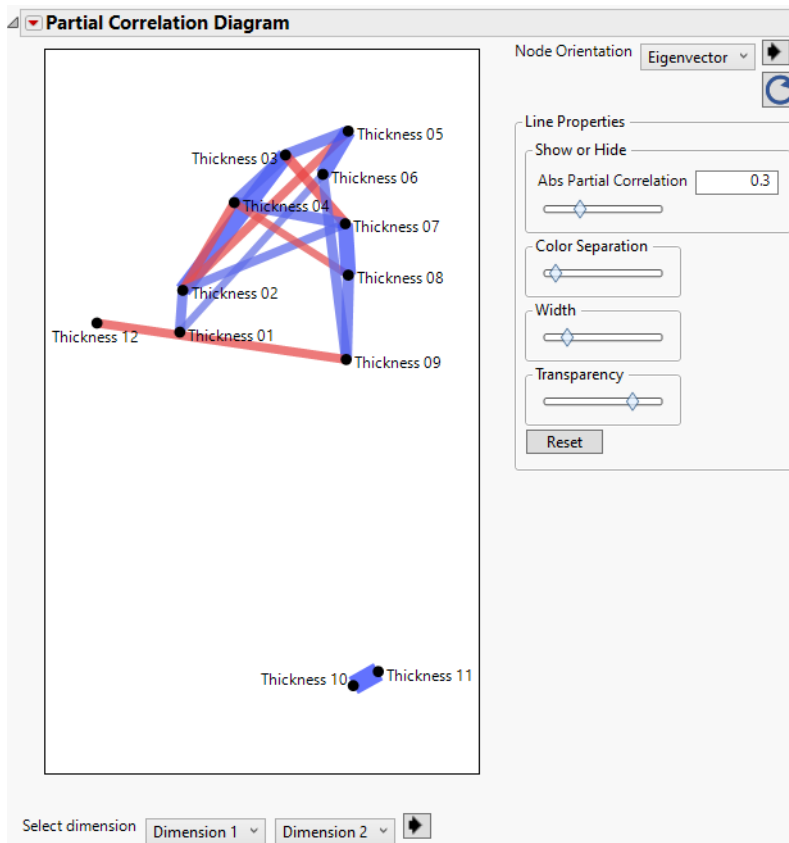 Partial Correlation Diagram
Node Orientation Eigenvector
Line Properties
Show or Hide
Abs Partial Correlation 0.3
Color Separation
Width
Transparency
Reset
Thickness 05
Thickness 03
Thickness 06
Thickness 04
Thickness 07
Thickness 08
Thickness 02
Thickness 12
Thickness 01
Thickness 09
Thickness 10
Thickness 11
Select dimension Dimension 1 Dimension 2